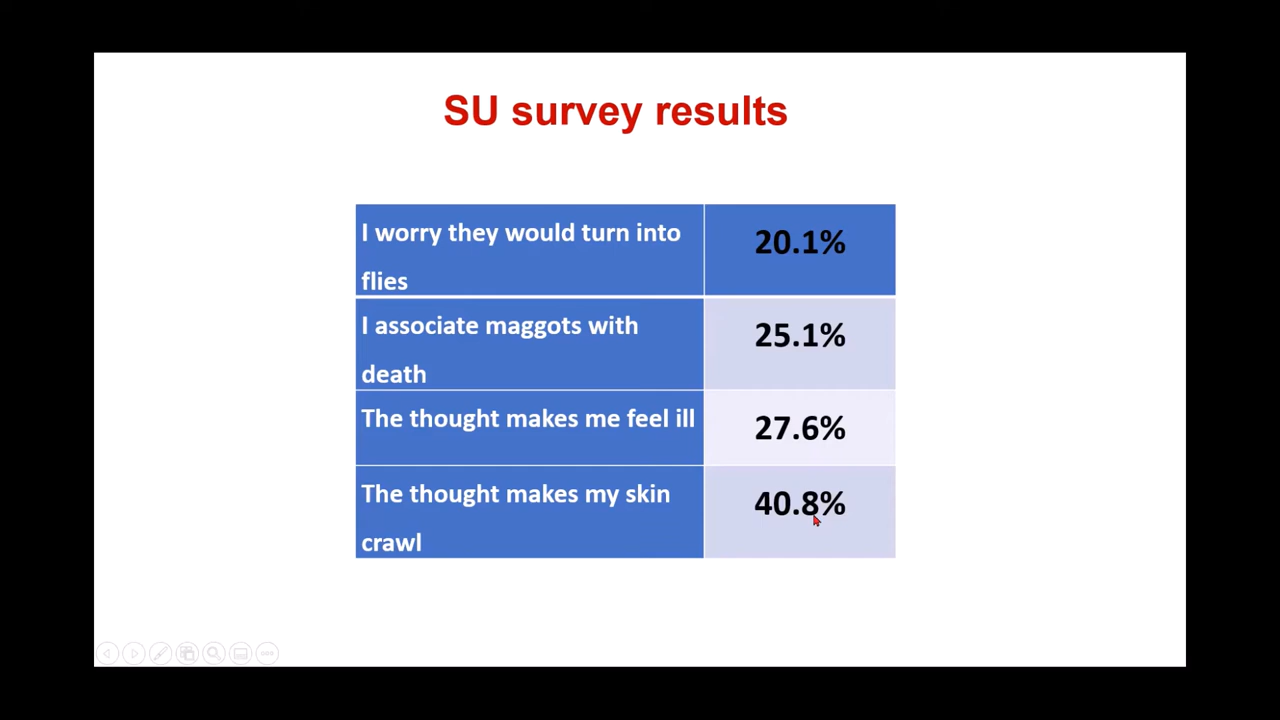 SU survey results
I worry they would turn into
flies
20.1%
I associate maggots with
death
25.1%
The thought makes me feel ill
27.6%
The thought makes my skin
crawl
40.8%